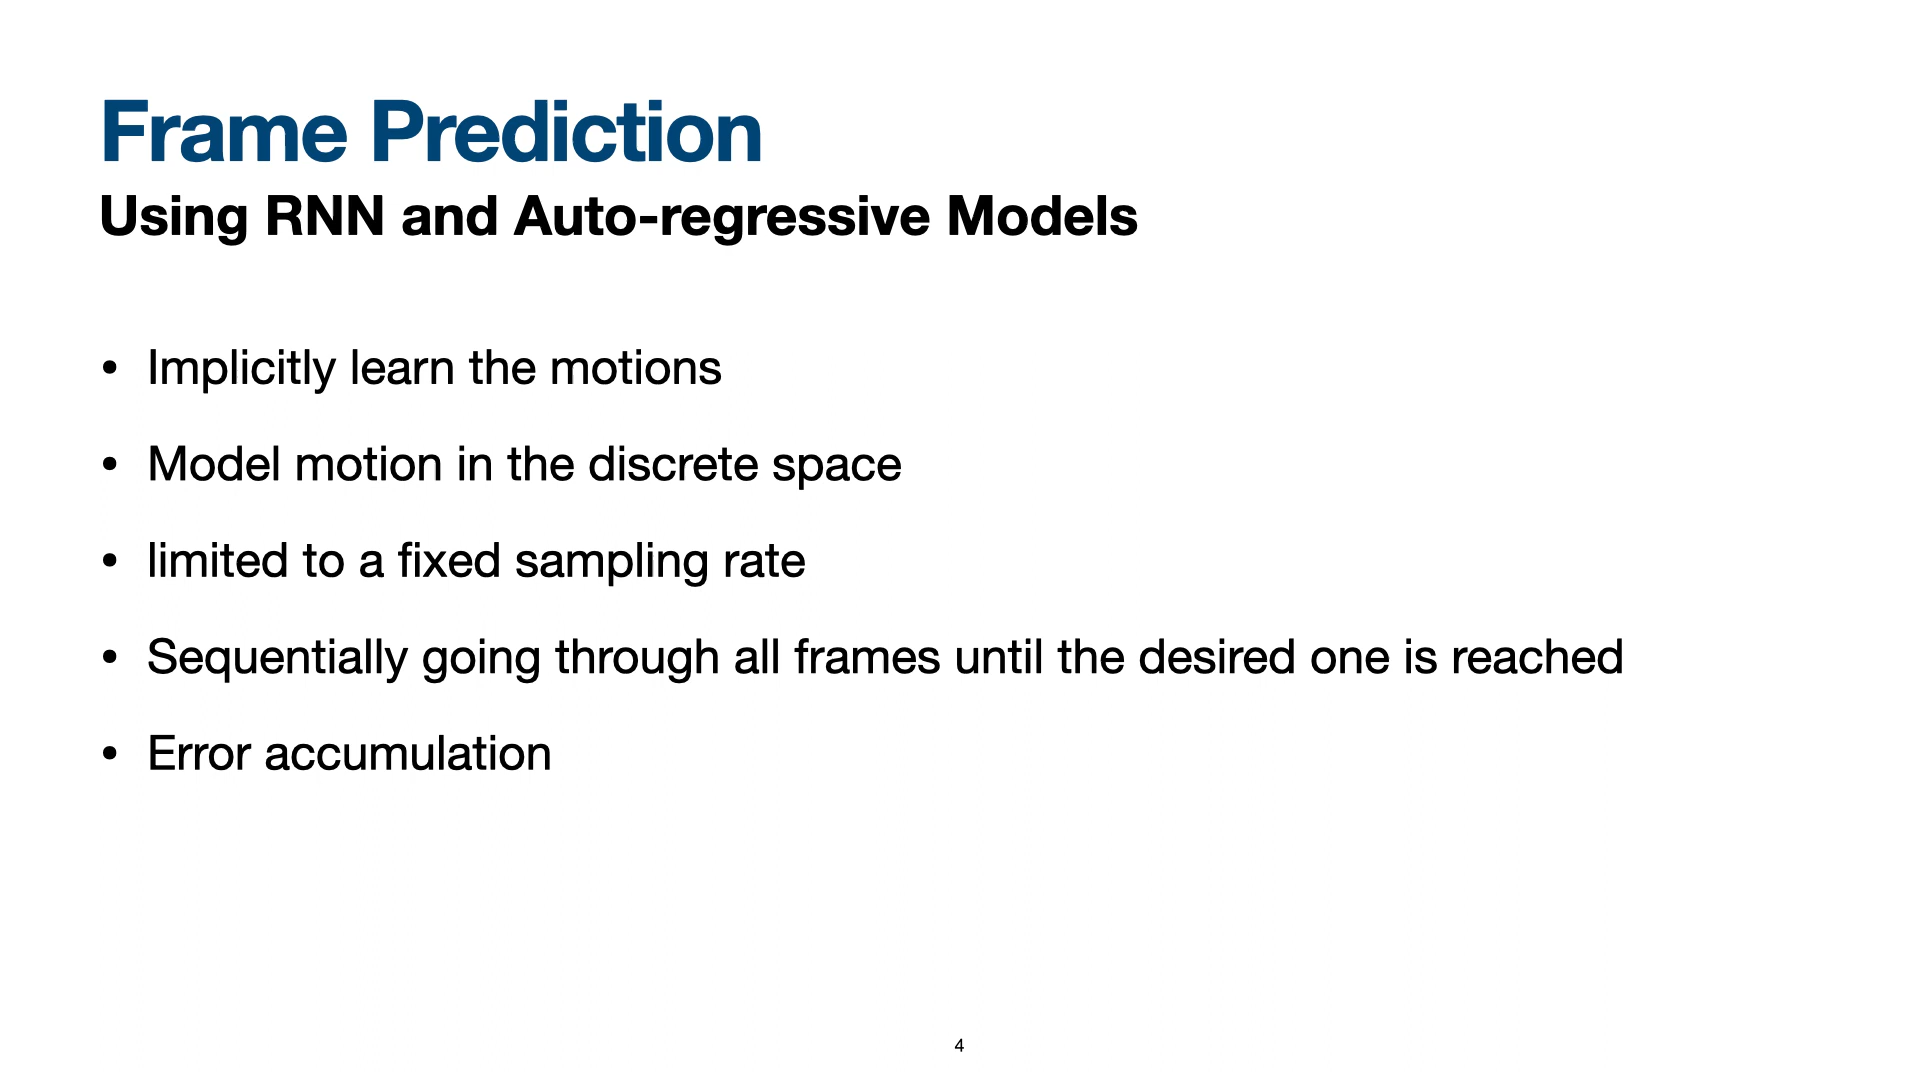 Frame Prediction
Using RNN and Auto-regressive Models
• Implicitly learn the motions
• Model motion in the discrete space
• limited to a fixed sampling rate
• Sequentially going through all frames until the desired one is reached
• Error accumulation
4